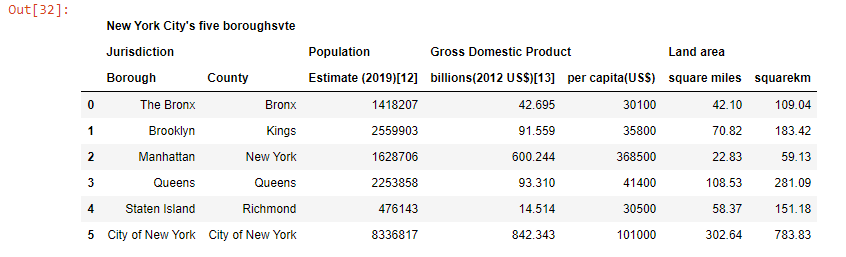 Out[32]:
New York City's five boroughsvte
Jurisdiction Population Gross Domestic Product Land area
Borough County Estimate (2019)[12] billions(2012 US$)[13] per capita(US$) square miles squarekm
0 The Bronx Bronx 1418207 42.695 30100 42.10 109.04
1 Brooklyn Kings 2559903 91.559 35800 70.82 183.42
2 Manhattan New York 1628706 600.244 368500 22.83 59.13
3 Queens Queens 2253858 93.310 41400 108.53 281.09
4 Staten Island Richmond 476143 14.514 30500 58.37 151.18
5 City of New York City of New York 8336817 842.343 101000 302.64 783.83